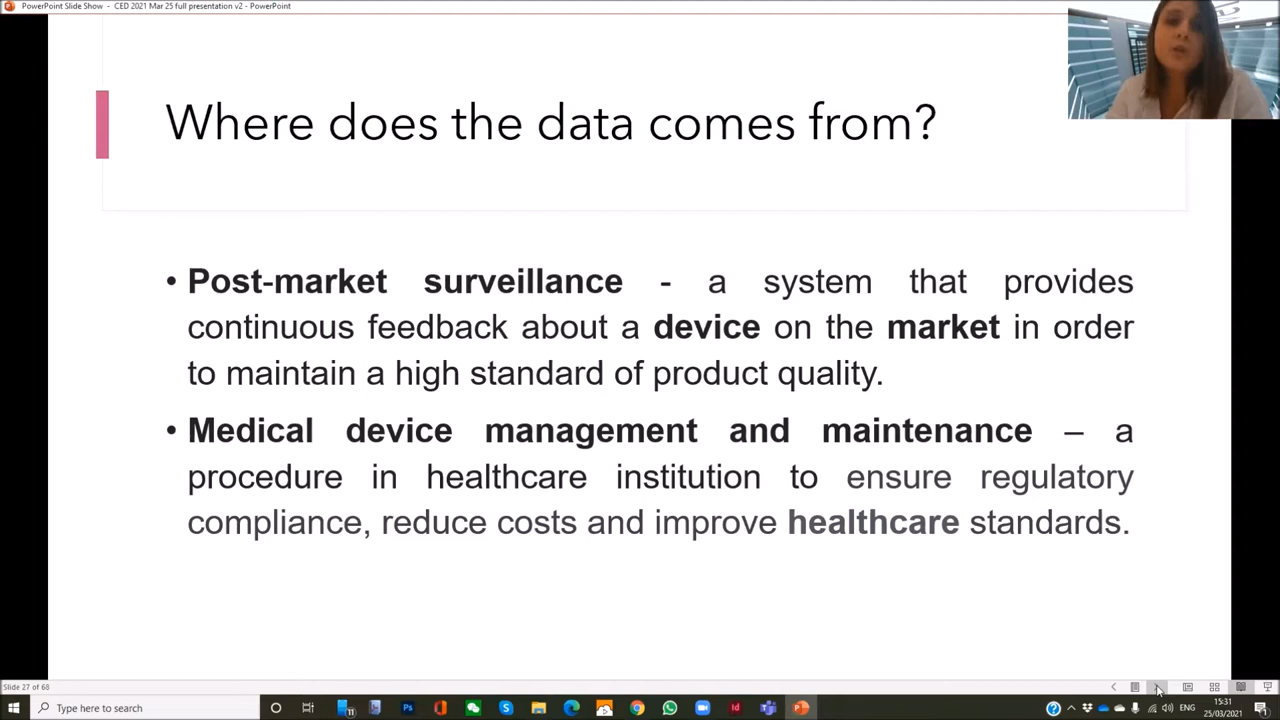 PowerPoint Slide Show - CED 2021 Mar 25 full presentation v2 - PowerPoint
Where does the data comes from?
• Post-market surveillance - a system that provides
continuous feedback about a device on the market in order
to maintain a high standard of product quality.
• Medical device management and maintenance – a
procedure in healthcare institution to ensure regulatory
compliance, reduce costs and improve healthcare standards.
Slide 27 of 68
Type here to search
11
Ps
Id
ENG
15:31
25/03/2021